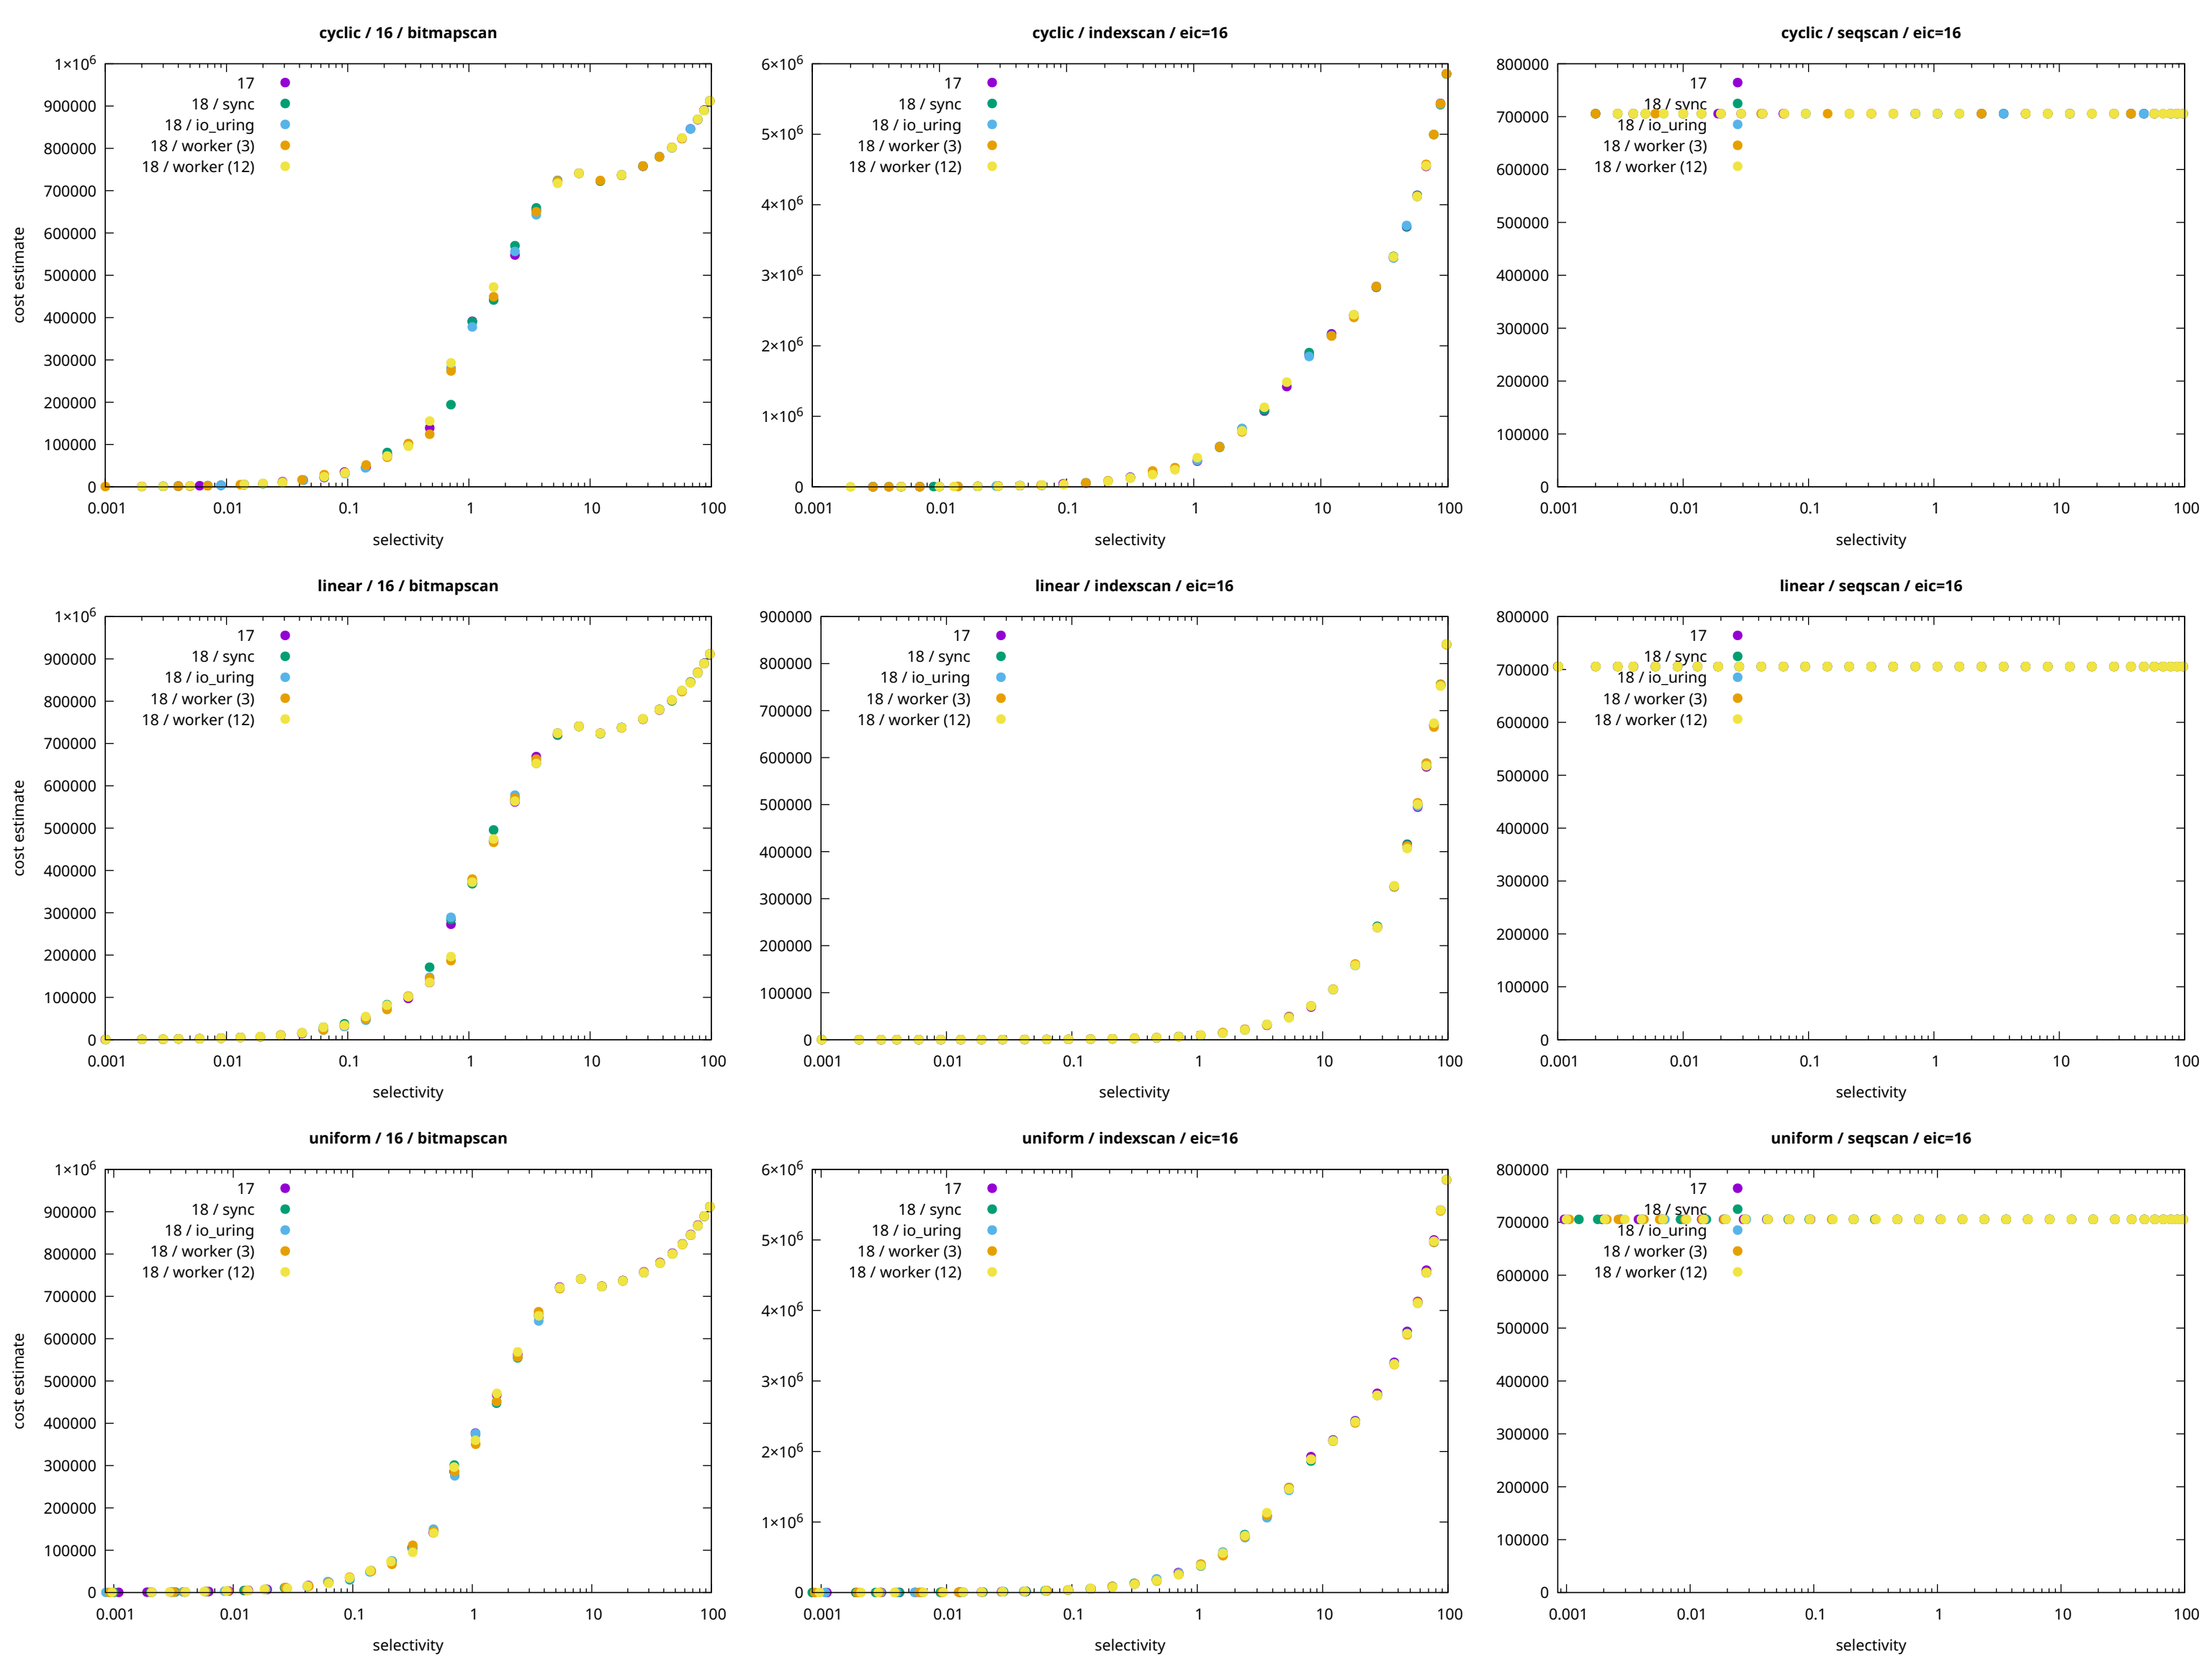 cyclic / 16 / bitmapscan
1×10⁶
900000
800000
700000
600000
500000
400000
300000
200000
100000
0
cost estimate
17
18 / sync
18 / io_uring
18 / worker (3)
18 / worker (12)
0.001 0.01 0.1 1 10 100
selectivity
cyclic / indexscan / eic=16
6×10⁶
5×10⁶
4×10⁶
3×10⁶
2×10⁶
1×10⁶
0
17
18 / sync
18 / io_uring
18 / worker (3)
18 / worker (12)
0.001 0.01 0.1 1 10 100
selectivity
cyclic / seqscan / eic=16
800000
700000
600000
500000
400000
300000
200000
100000
0
17
18 / sync
18 / io_uring
18 / worker (3)
18 / worker (12)
0.001 0.01 0.1 1 10 100
selectivity
linear / 16 / bitmapscan
1×10⁶
900000
800000
700000
600000
500000
400000
300000
200000
100000
0
cost estimate
17
18 / sync
18 / io_uring
18 / worker (3)
18 / worker (12)
0.001 0.01 0.1 1 10 100
selectivity
linear / indexscan / eic=16
900000
800000
700000
600000
500000
400000
300000
200000
100000
0
17
18 / sync
18 / io_uring
18 / worker (3)
18 / worker (12)
0.001 0.01 0.1 1 10 100
selectivity
linear / seqscan / eic=16
800000
700000
600000
500000
400000
300000
200000
100000
0
17
18 / sync
18 / io_uring
18 / worker (3)
18 / worker (12)
0.001 0.01 0.1 1 10 100
selectivity
uniform / 16 / bitmapscan
1×10⁶
900000
800000
700000
600000
500000
400000
300000
200000
100000
0
cost estimate
17
18 / sync
18 / io_uring
18 / worker (3)
18 / worker (12)
0.001 0.01 0.1 1 10 100
selectivity
uniform / indexscan / eic=16
6×10⁶
5×10⁶
4×10⁶
3×10⁶
2×10⁶
1×10⁶
0
17
18 / sync
18 / io_uring
18 / worker (3)
18 / worker (12)
0.001 0.01 0.1 1 10 100
selectivity
uniform / seqscan / eic=16
800000
700000
600000
500000
400000
300000
200000
100000
0
17
18 / sync
18 / io_uring
18 / worker (3)
18 / worker (12)
0.001 0.01 0.1 1 10 100
selectivity